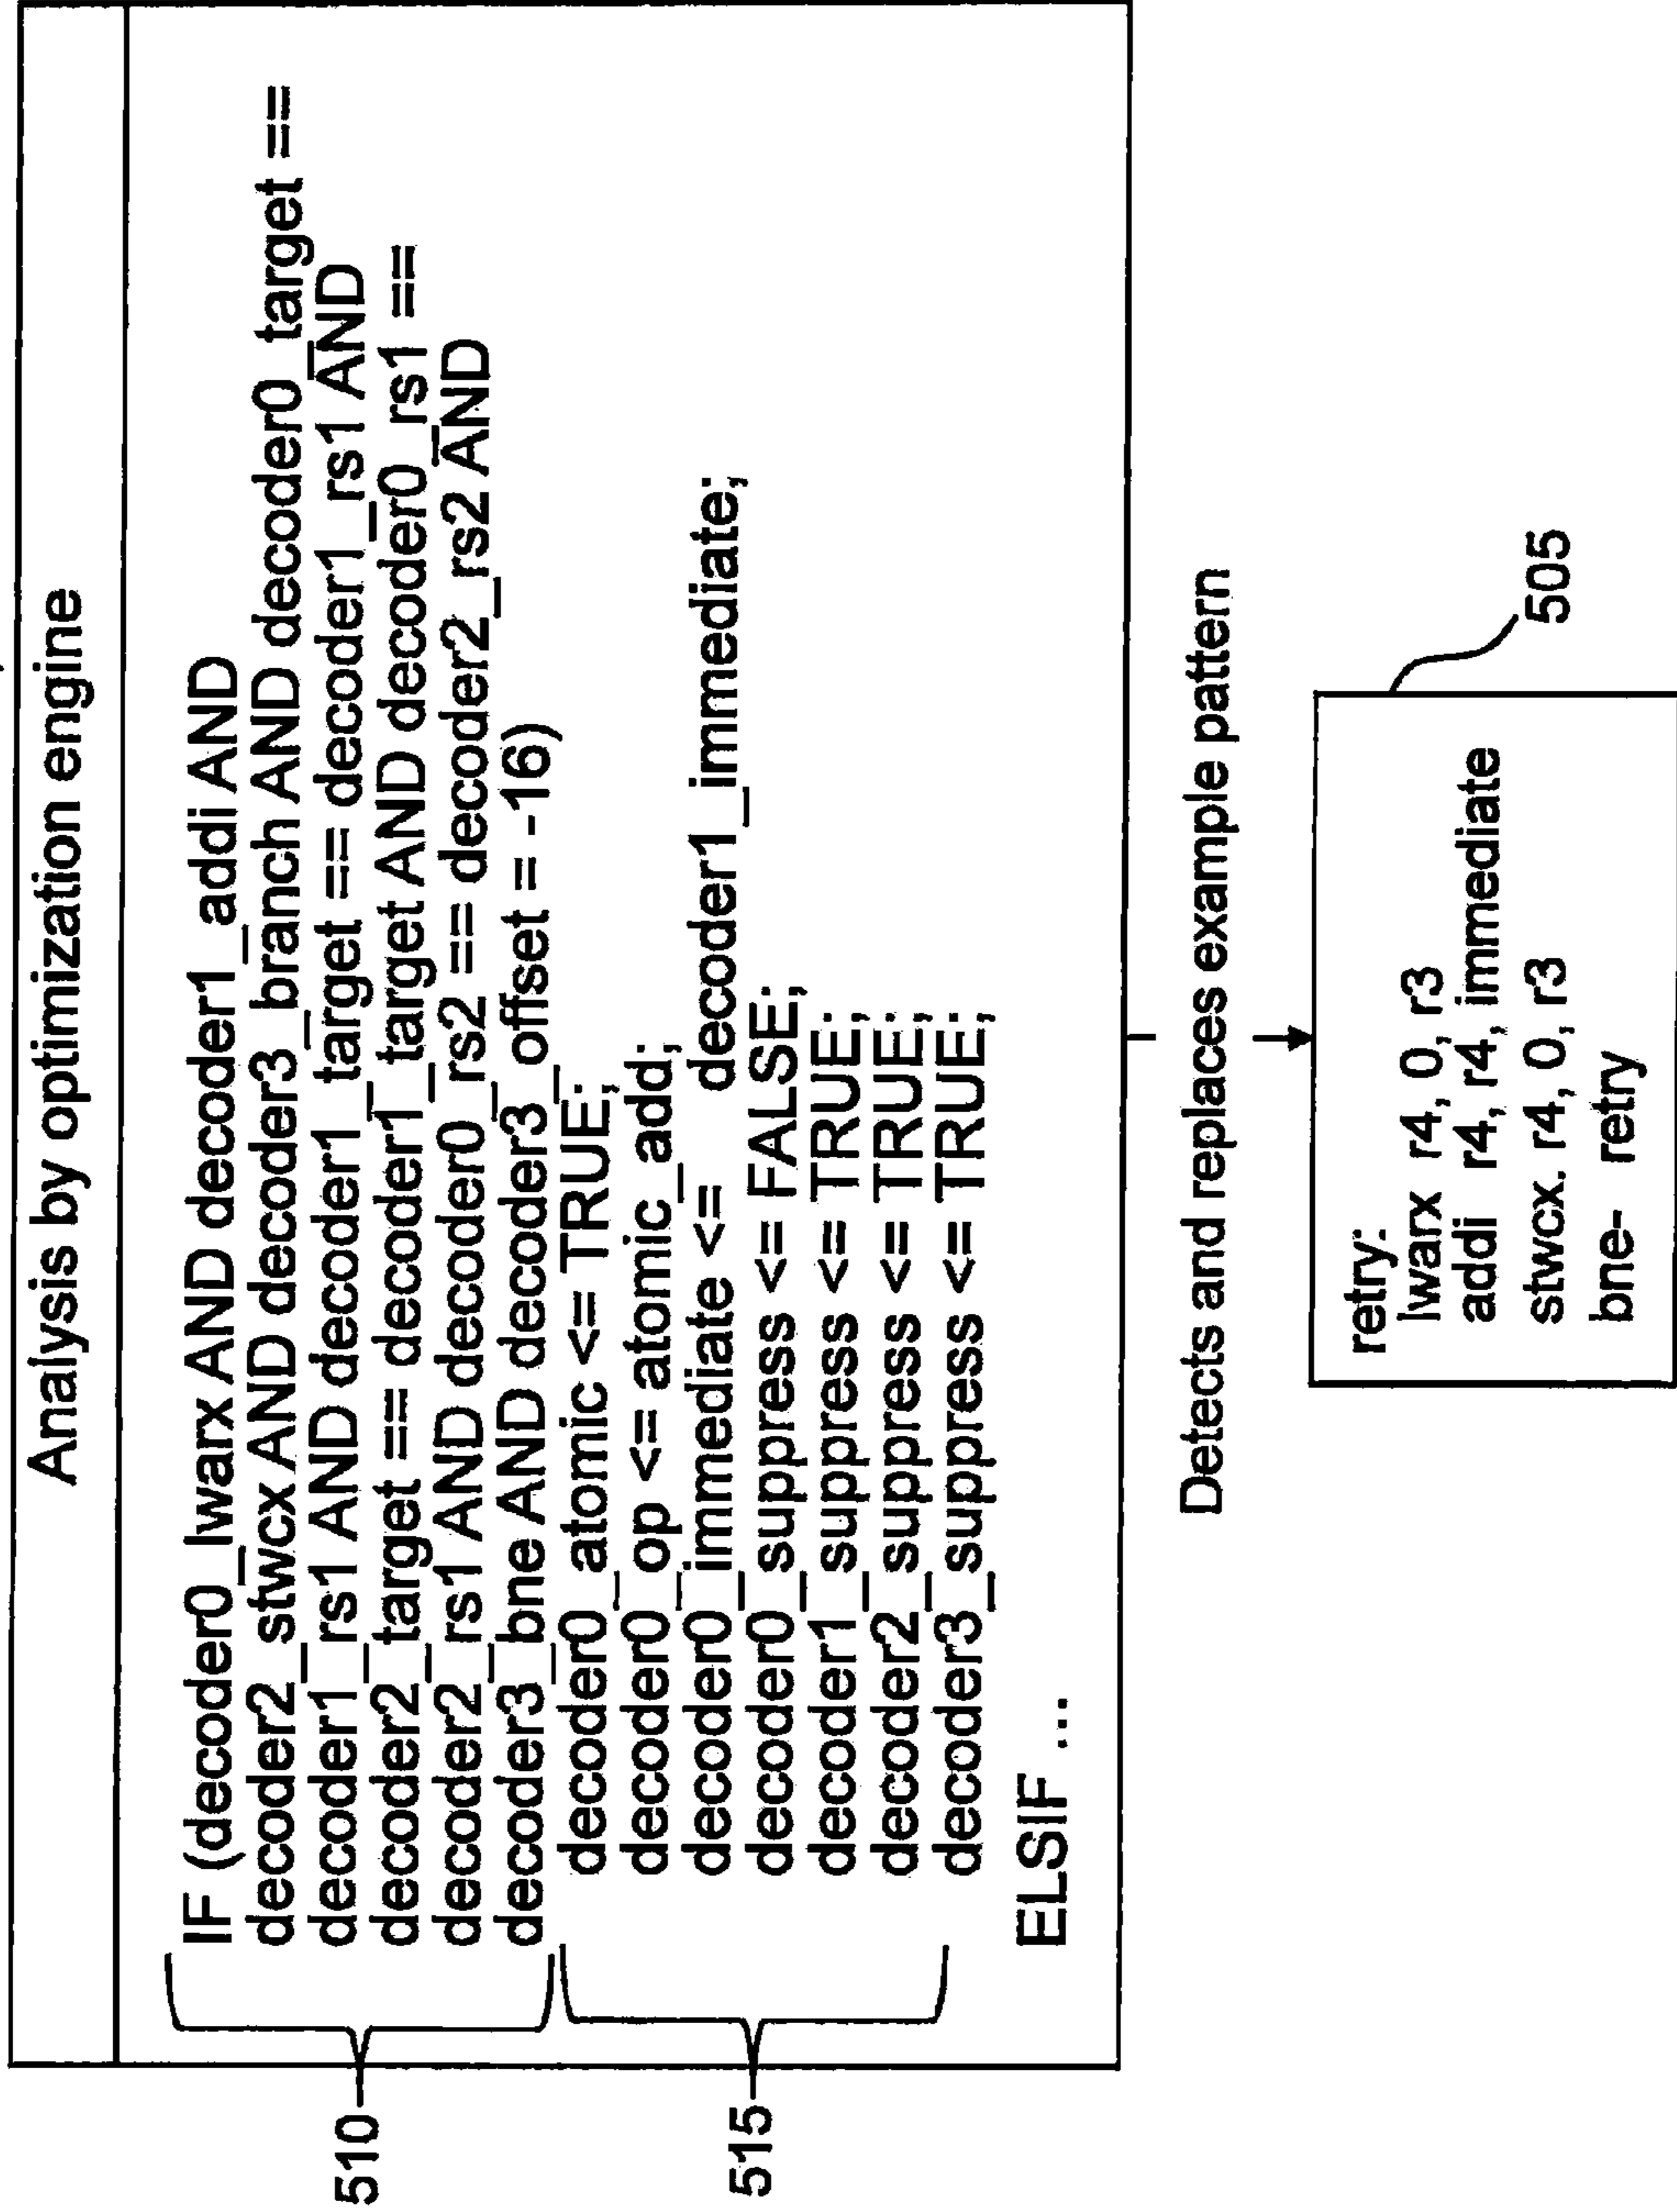 Analysis by optimization engine
IF (decoder0_lwarx AND decoder1_addi AND
decoder2_stwcx AND decoder3_branch AND decoder0_target ==
decoder1_rs1 AND decoder1_target == decoder1_rs1 AND
decoder2_target == decoder1_target AND decoder0_rs1 ==
decoder2_rs1 AND decoder0_rs2 == decoder2_rs2 AND
decoder3_bne AND decoder3_offset = -16)
decoder0_atomic <= TRUE;
decoder0_op <= atomic_add;
decoder0_immediate <= decoder1_immediate;
decoder0_suppress <= FALSE;
decoder1_suppress <= TRUE;
decoder2_suppress <= TRUE;
decoder3_suppress <= TRUE;
ELSIF ...
510
515
Detects and replaces example pattern
505
retry:
lwarx r4, 0, r3
addi r4, r4, immediate
stwcx. r4, 0, r3
bne- retry